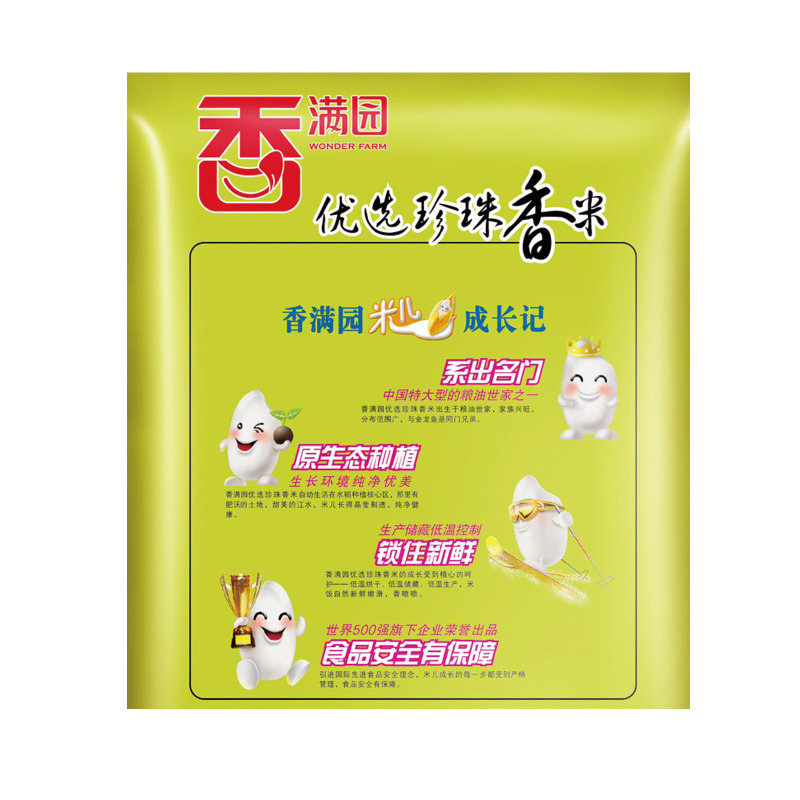 香满园
WONDER FARM
优选珍珠香米
香满园米儿成长记
系出名门
中国特大型的粮油世家之一
香满园优选珍珠香米出生于粮油世家，家族兴旺，
分布范围广，与金龙鱼是同门兄弟。
原生态种植
生长环境纯净优美
香满园优选珍珠香米自幼生活在水稻种植核心区，那里有
肥沃的土地，甜美的江水，米儿长得晶莹剔透，纯净健
康。
生产储藏低温控制
锁住新鲜
香满园优选珍珠香米的成长受到精心的呵
护——低温烘干、低温储藏、低温生产，米
饭自然新鲜嫩滑，香喷喷。
世界500强旗下企业荣誉出品
食品安全有保障
引进国际先进食品安全理念，米儿成长的每一步都受到严格
管理，食品安全有保障。